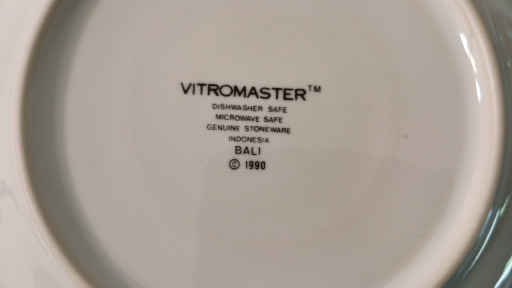 VITROMASTER™
DISHWASHER SAFE
MICROWAVE SAFE
GENUINE STONEWARE
INDONESIA
BALI
© 1990